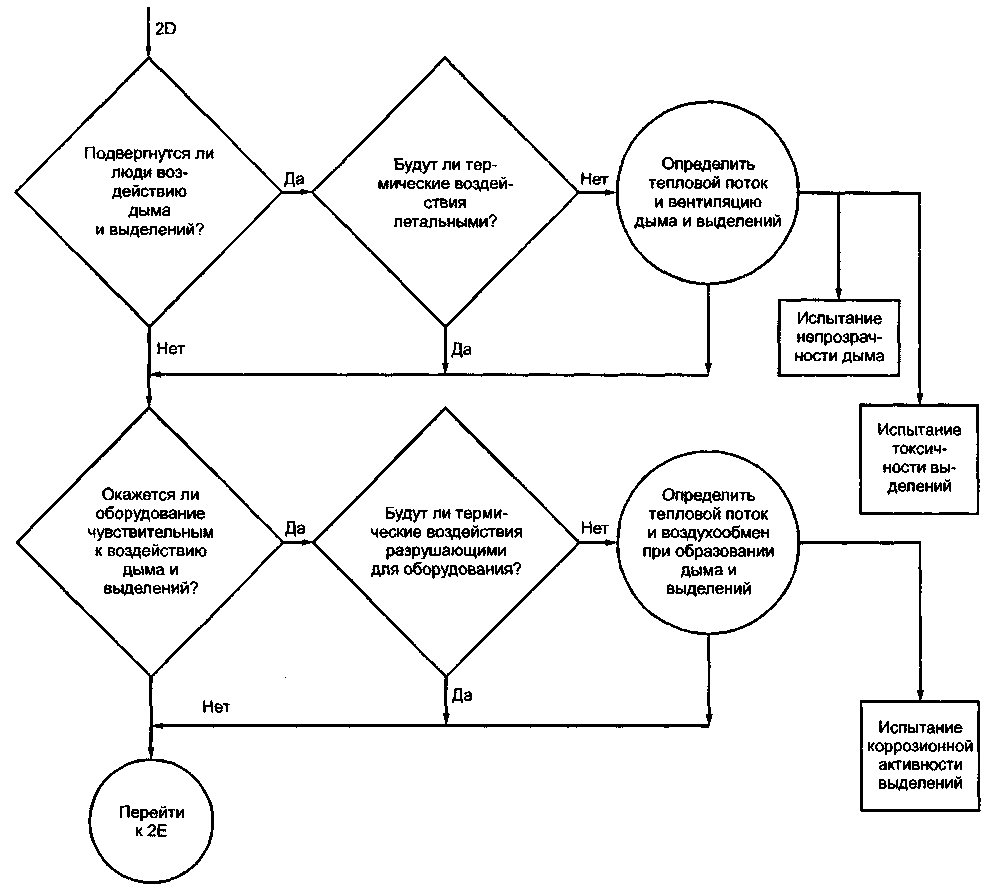 2D
Подвергнутся ли
люди воз-
действию
дыма
и выделений?
Да
Будут ли тер-
мические воздей-
ствия
летальными?
Нет
Определить
тепловой поток
и вентиляцию
дыма и выделений
Испытание
непрозрач-
ности дыма
Нет
Да
Испытание
токсич-
ности вы-
делений
Окажется ли
оборудование
чувствительным
к воздействию
дыма и
выделений?
Да
Будут ли терми-
ческие воздействия
разрушающими
для оборудования?
Нет
Определить
тепловой поток
и воздухообмен
при образовании
дыма и
выделений
Нет
Да
Испытание
коррозионной
активности
выделений
Перейти
к 2E